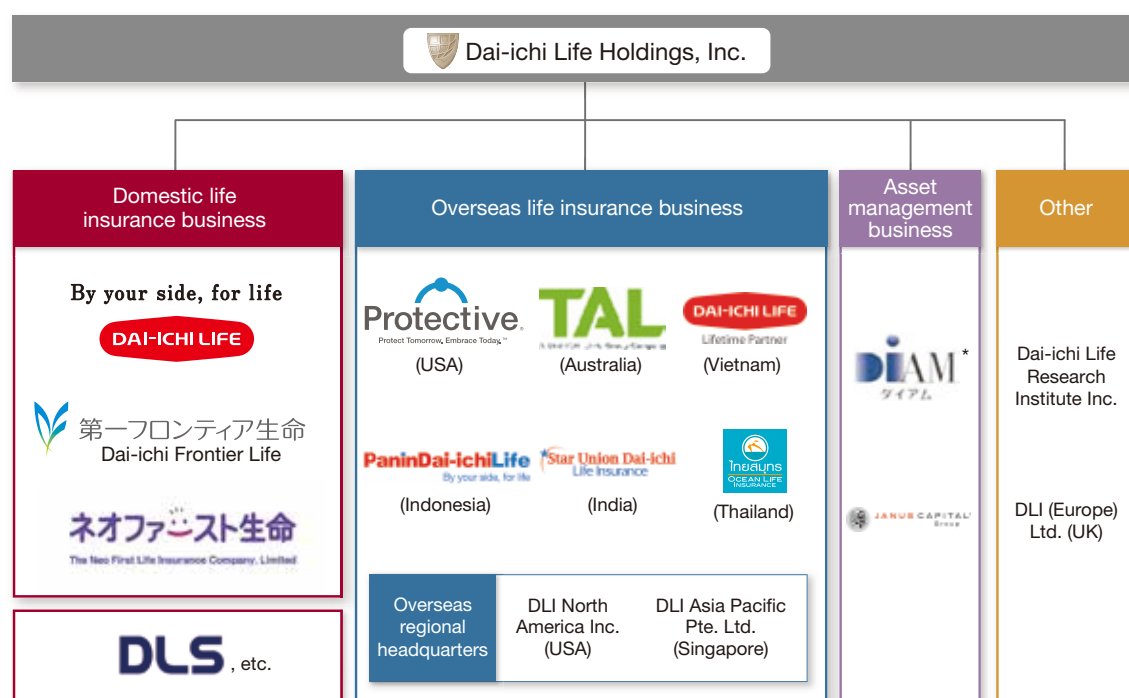 Dai-ichi Life Holdings, Inc.
Domestic life
insurance business
By your side, for life
DAI-ICHI LIFE
第一フロンティア生命
Dai-ichi Frontier Life
ネオファースト生命
The Neo First Life Insurance Company, Limited
DLS , etc.
Overseas life insurance business
Protective®
Protect Tomorrow, Embrace Today.™
(USA)
TAL
(Australia)
DAI-ICHI LIFE
Lifetime Partner
(Vietnam)
PaninDai-ichiLife
By your side, for life
(Indonesia)
Star Union Dai-ichi
Life Insurance
(India)
ไทยสมุทร
OCEAN LIFE
INSURANCE
(Thailand)
Overseas
regional
headquarters
DLI North
America Inc.
(USA)
DLI Asia Pacific
Pte. Ltd.
(Singapore)
Asset
management
business
DIAM *
ダイアム
JANUS CAPITAL
Group
Other
Dai-ichi Life
Research
Institute Inc.
DLI (Europe)
Ltd. (UK)